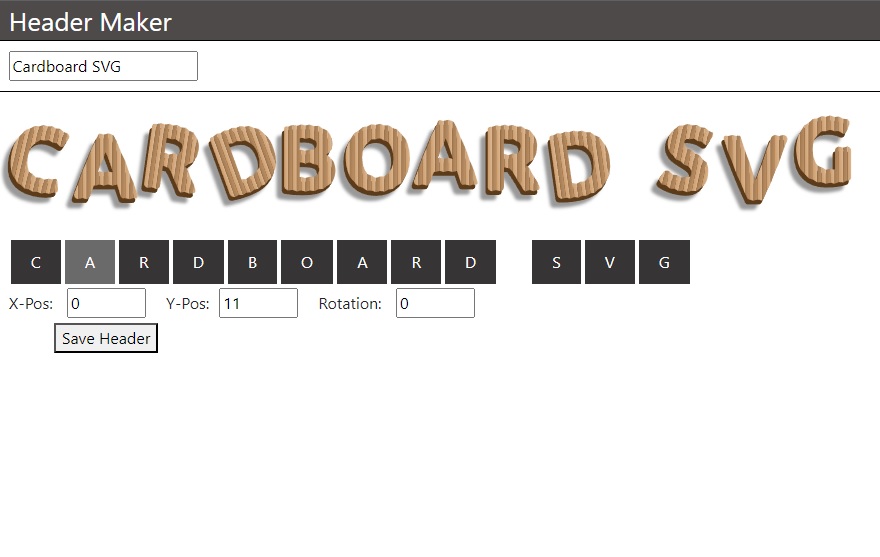 Header Maker
Cardboard SVG
CARDBOARD SVG
C A R D B O A R D S V G
X-Pos: 0 Y-Pos: 11 Rotation: 0
Save Header